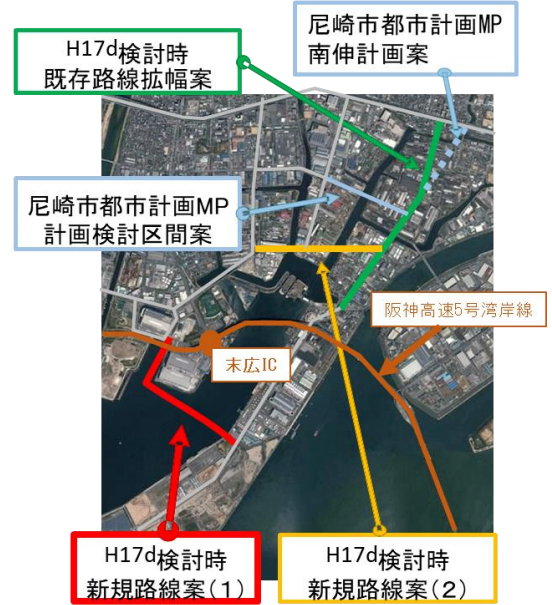 H17d検討時
既存路線拡幅案
尼崎市都市計画MP
南伸計画案
尼崎市都市計画MP
計画検討区間案
阪神高速5号湾岸線
末広IC
H17d検討時
新規路線案(1)
H17d検討時
新規路線案(2)